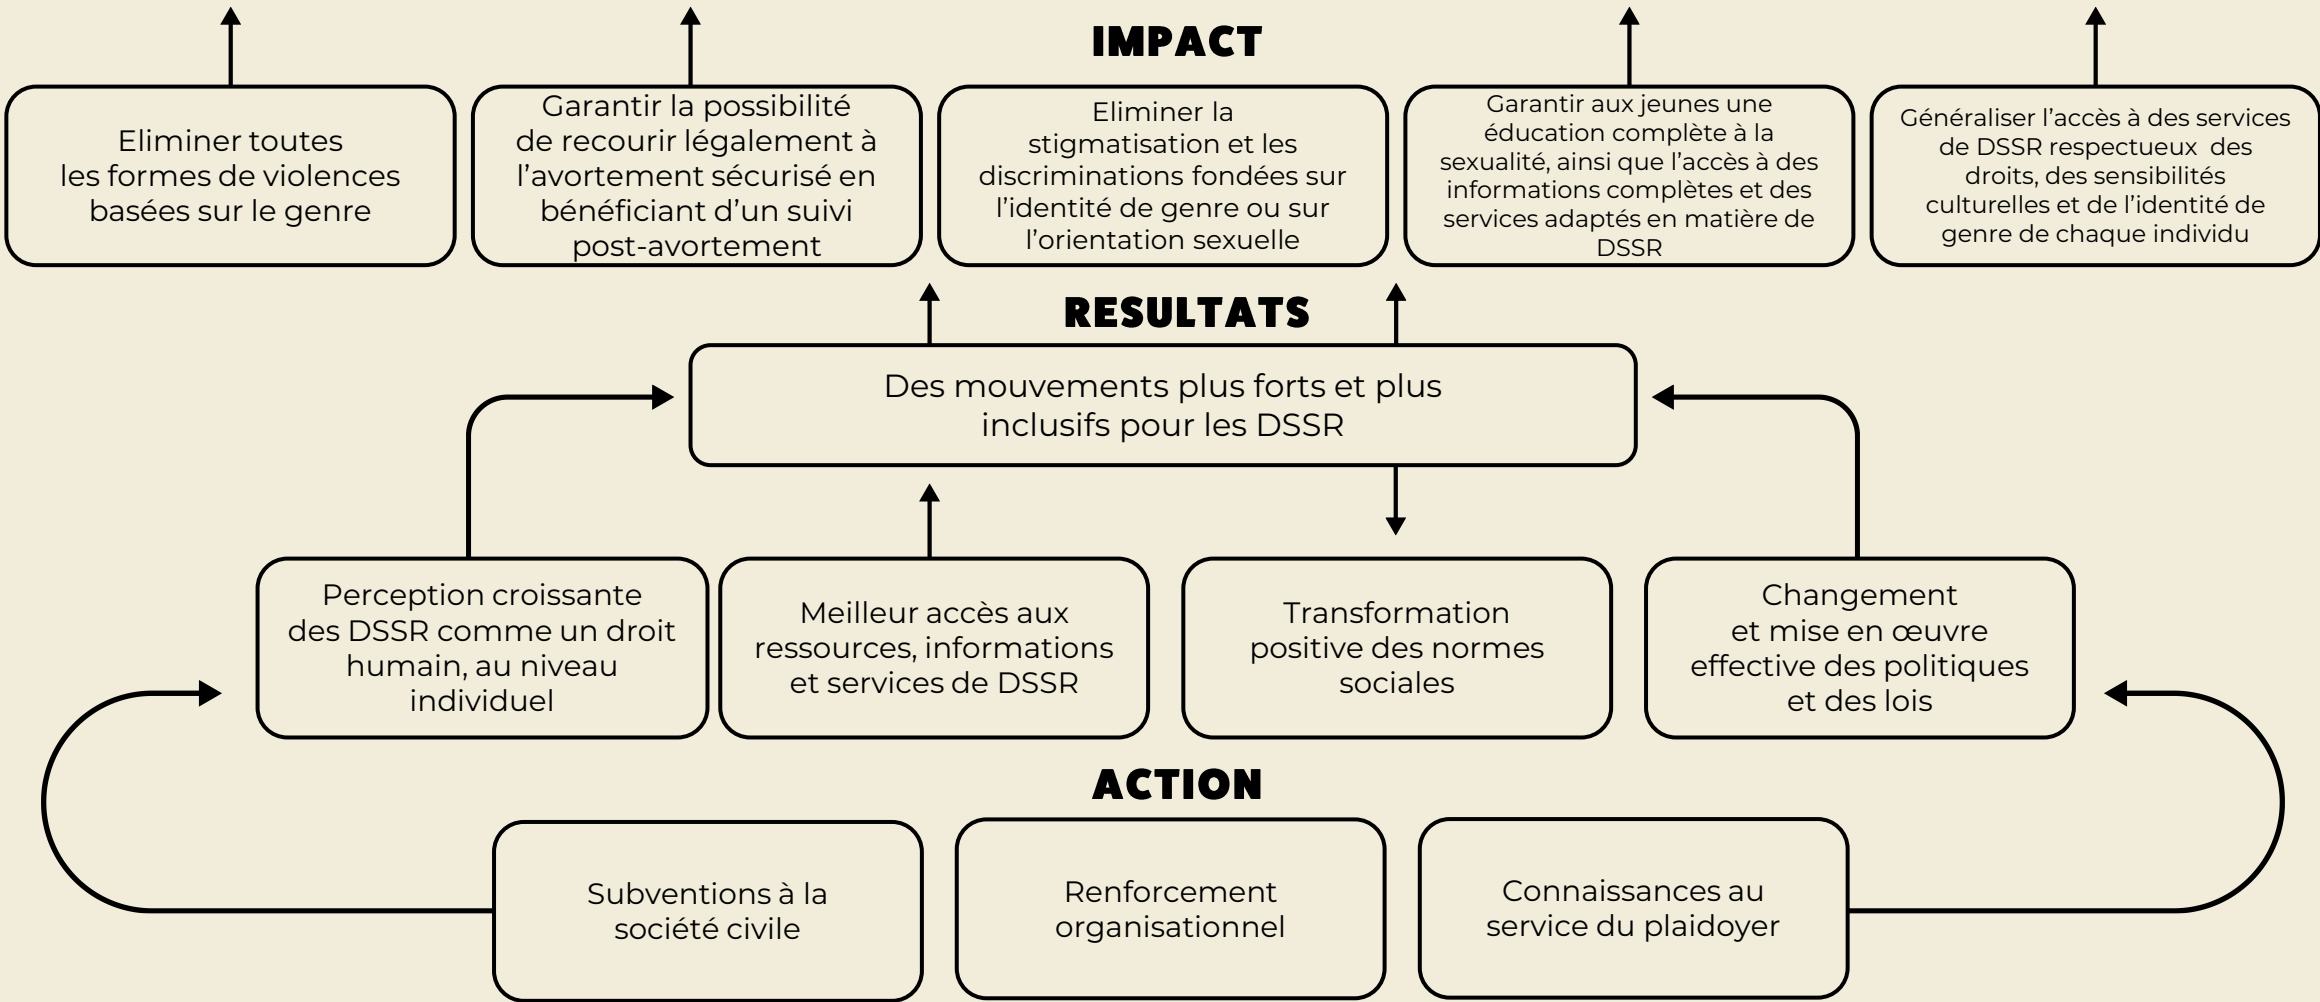 IMPACT
Eliminer toutes
les formes de violences
basées sur le genre
Garantir la possibilité
de recourir légalement à
l’avortement sécurisé en
bénéficiant d’un suivi
post-avortement
Eliminer la
stigmatisation et les
discriminations fondées sur
l’identité de genre ou sur
l’orientation sexuelle
Garantir aux jeunes une
éducation complète à la
sexualité, ainsi que l’accès à des
informations complètes et des
services adaptés en matière de
DSSR
Généraliser l’accès à des services
de DSSR respectueux des
droits, des sensibilités
culturelles et de l’identité de
genre de chaque individu
RESULTATS
Des mouvements plus forts et plus
inclusifs pour les DSSR
Perception croissante
des DSSR comme un droit
humain, au niveau
individuel
Meilleur accès aux
ressources, informations
et services de DSSR
Transformation
positive des normes
sociales
Changement
et mise en œuvre
effective des politiques
et des lois
ACTION
Subventions à la
société civile
Renforcement
organisationnel
Connaissances au
service du plaidoyer